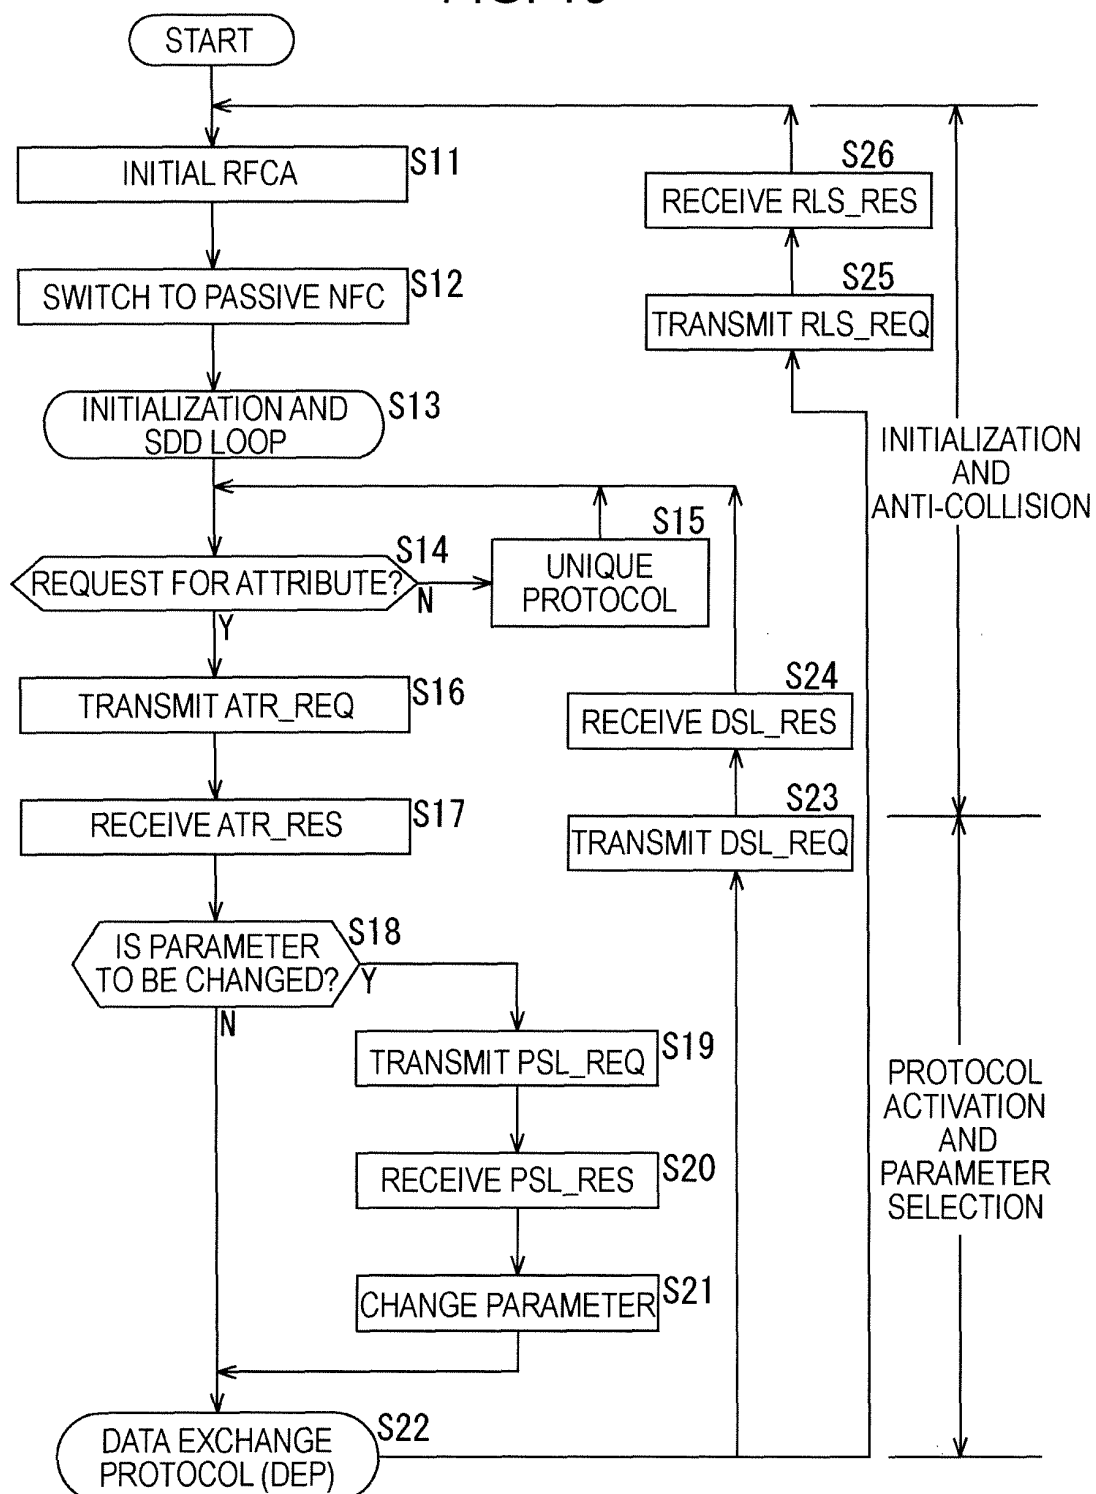 START
INITIAL RFCA
S11
SWITCH TO PASSIVE NFC
S12
INITIALIZATION AND
SDD LOOP
S13
REQUEST FOR ATTRIBUTE?
S14
N
Y
UNIQUE
PROTOCOL
S15
TRANSMIT ATR_REQ
S16
RECEIVE ATR_RES
S17
IS PARAMETER
TO BE CHANGED?
S18
Y
N
TRANSMIT PSL_REQ
S19
RECEIVE PSL_RES
S20
CHANGE PARAMETER
S21
DATA EXCHANGE
PROTOCOL (DEP)
S22
S23
TRANSMIT DSL_REQ
S24
RECEIVE DSL_RES
S25
TRANSMIT RLS_REQ
S26
RECEIVE RLS_RES
INITIALIZATION
AND
ANTI-COLLISION
PROTOCOL
ACTIVATION
AND
PARAMETER
SELECTION